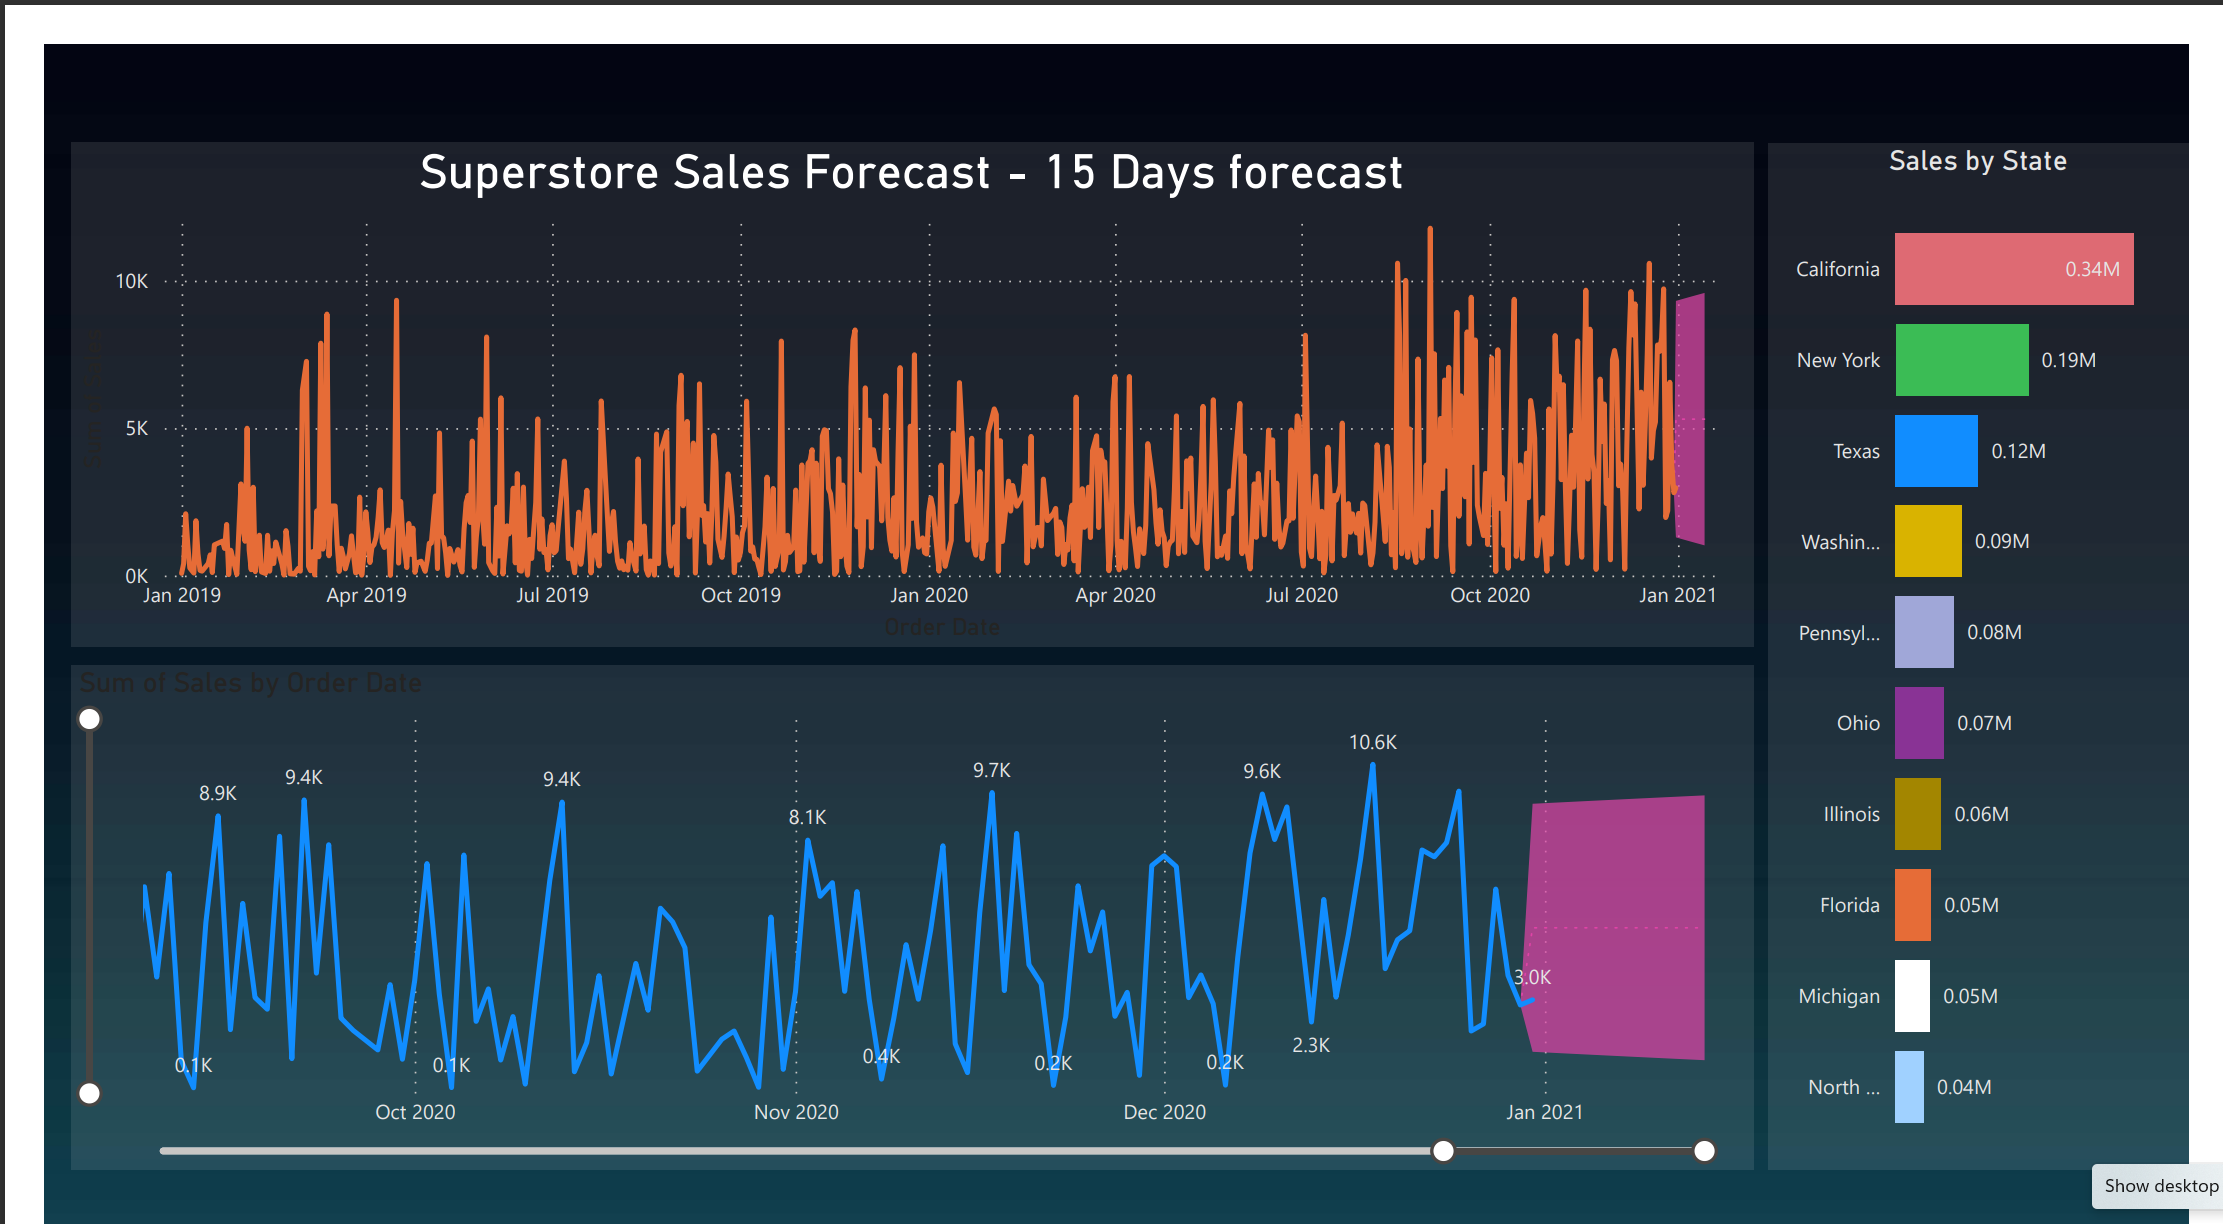 Superstore Sales Forecast - 15 Days forecast
10K
5K
0K
Jan 2019
Apr 2019
Jul 2019
Oct 2019
Jan 2020
Apr 2020
Jul 2020
Oct 2020
Jan 2021
Order Date
Sum of Sales by Order Date
8.9K
9.4K
9.4K
8.1K
9.7K
9.6K
10.6K
3.0K
0.1K
0.1K
0.4K
0.2K
0.2K
2.3K
Oct 2020
Nov 2020
Dec 2020
Jan 2021
Sales by State
California 0.34M
New York 0.19M
Texas 0.12M
Washin... 0.09M
Pennsyl... 0.08M
Ohio 0.07M
Illinois 0.06M
Florida 0.05M
Michigan 0.05M
North ... 0.04M
Show desktop